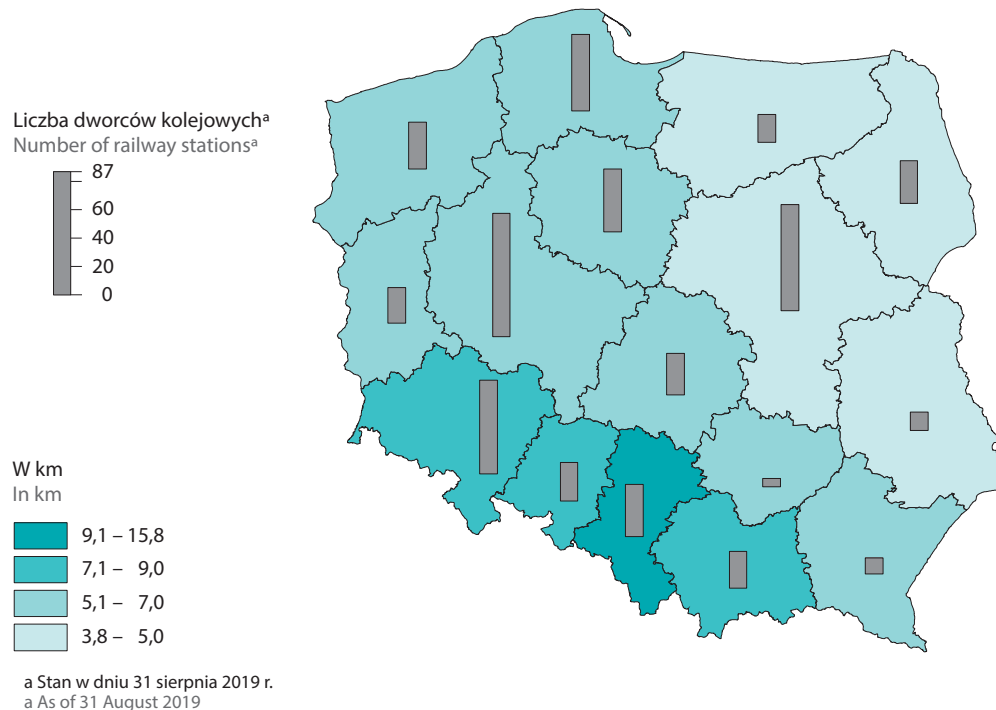 Liczba dworców kolejowychᵃ
Number of railway stationsᵃ
87
60
40
20
0
W km
In km
9,1 – 15,8
7,1 – 9,0
5,1 – 7,0
3,8 – 5,0
a Stan w dniu 31 sierpnia 2019 r.
a As of 31 August 2019